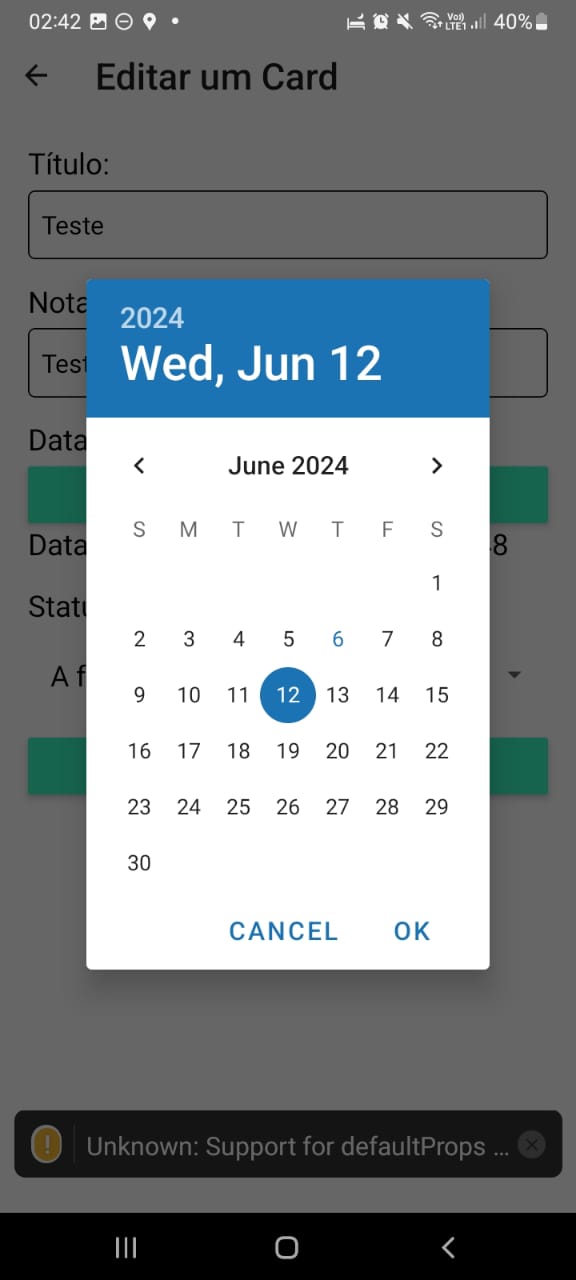 02:42 Vo)) LTE1 40%
Editar um Card
Título:
Teste
Nota
Test
2024
Wed, Jun 12
Data
June 2024
S M T W T F S
1
Data 8
2 3 4 5 6 7 8
Statu
A f
9 10 11 12 13 14 15
16 17 18 19 20 21 22
23 24 25 26 27 28 29
30
CANCEL OK
! Unknown: Support for defaultProps ...